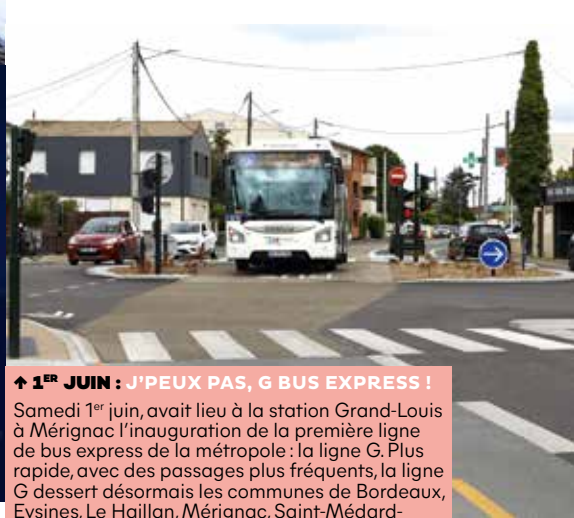 ↑ 1ER JUIN : J'PEUX PAS, G BUS EXPRESS !
Samedi 1er juin, avait lieu à la station Grand-Louis
à Mérignac l'inauguration de la première ligne
de bus express de la métropole : la ligne G. Plus
rapide, avec des passages plus fréquents, la ligne
G dessert désormais les communes de Bordeaux,
Eysines, Le Haillan, Mérignac, Saint-Médard-